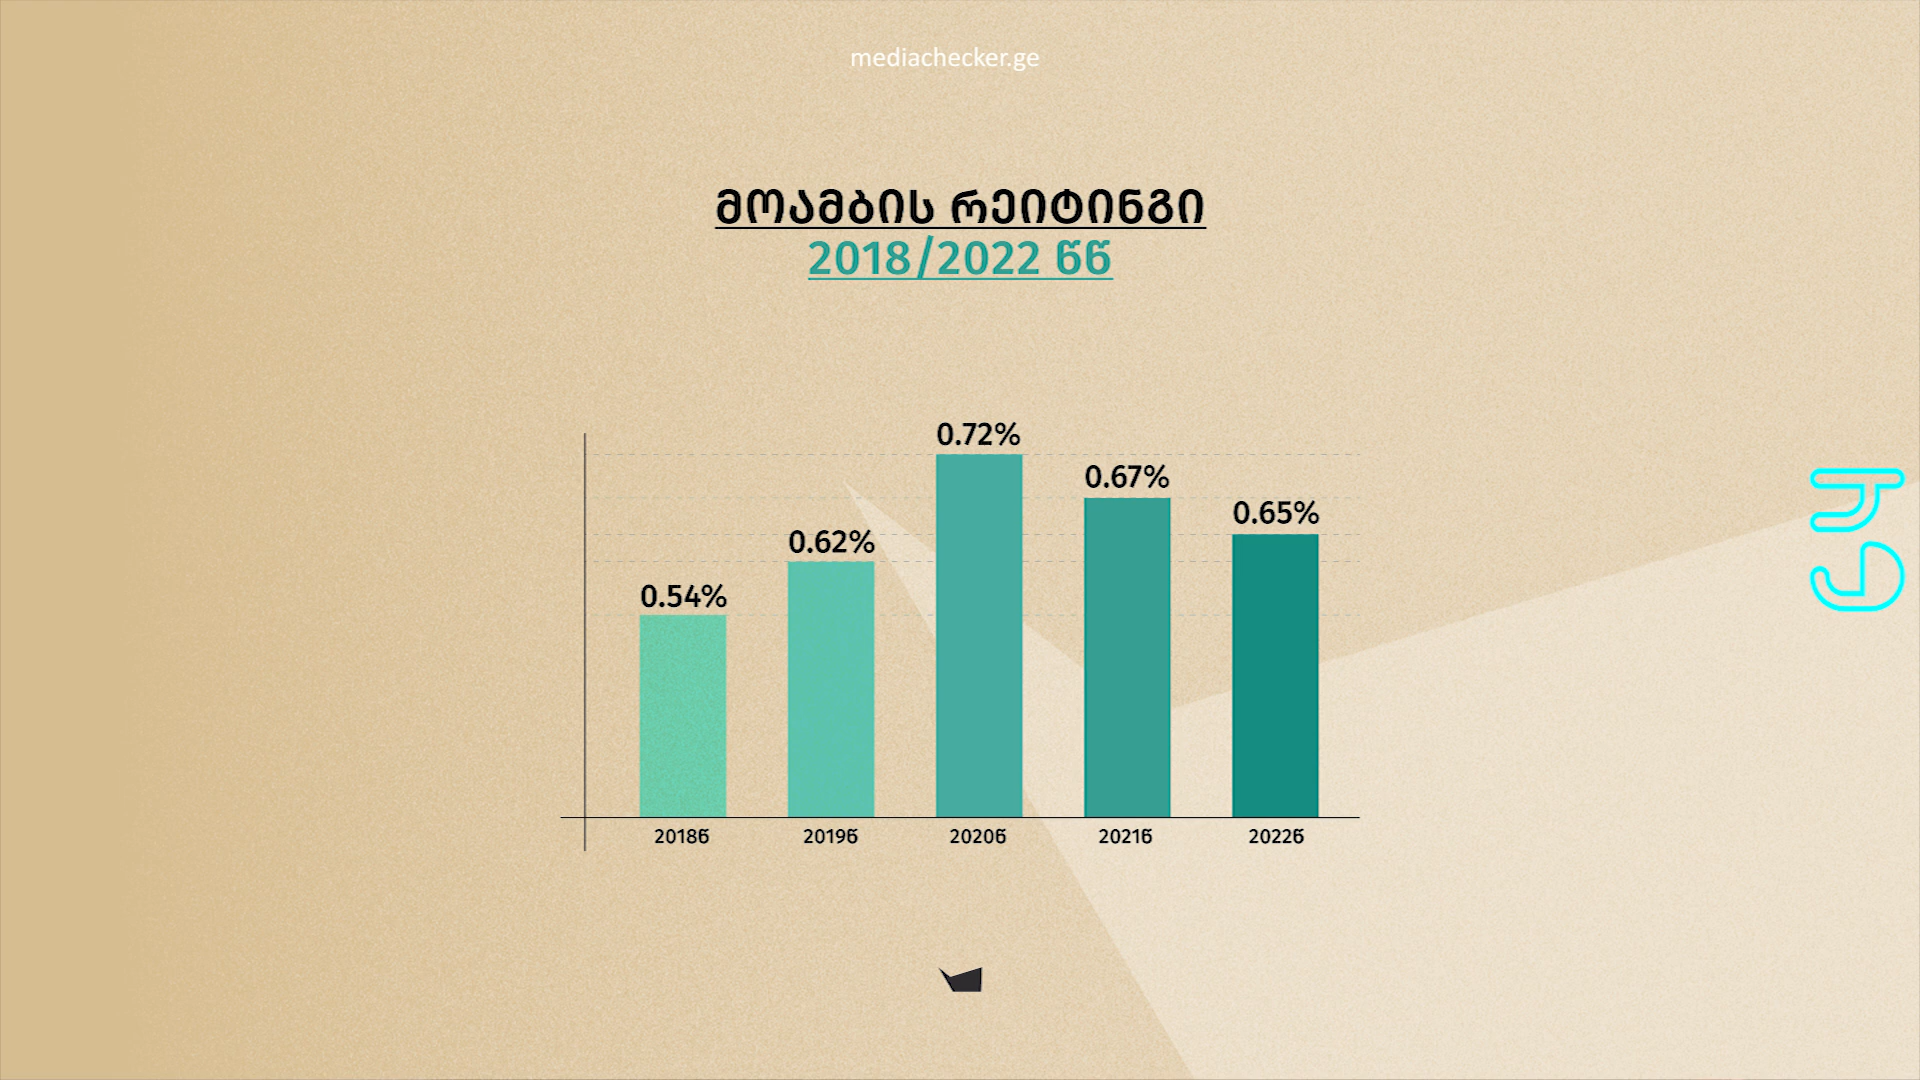 mediachecker.ge
მოამბის რეიტინგი
2018/2022 წწ
0.54%
0.62%
0.72%
0.67%
0.65%
2018წ
2019წ
2020წ
2021წ
2022წ